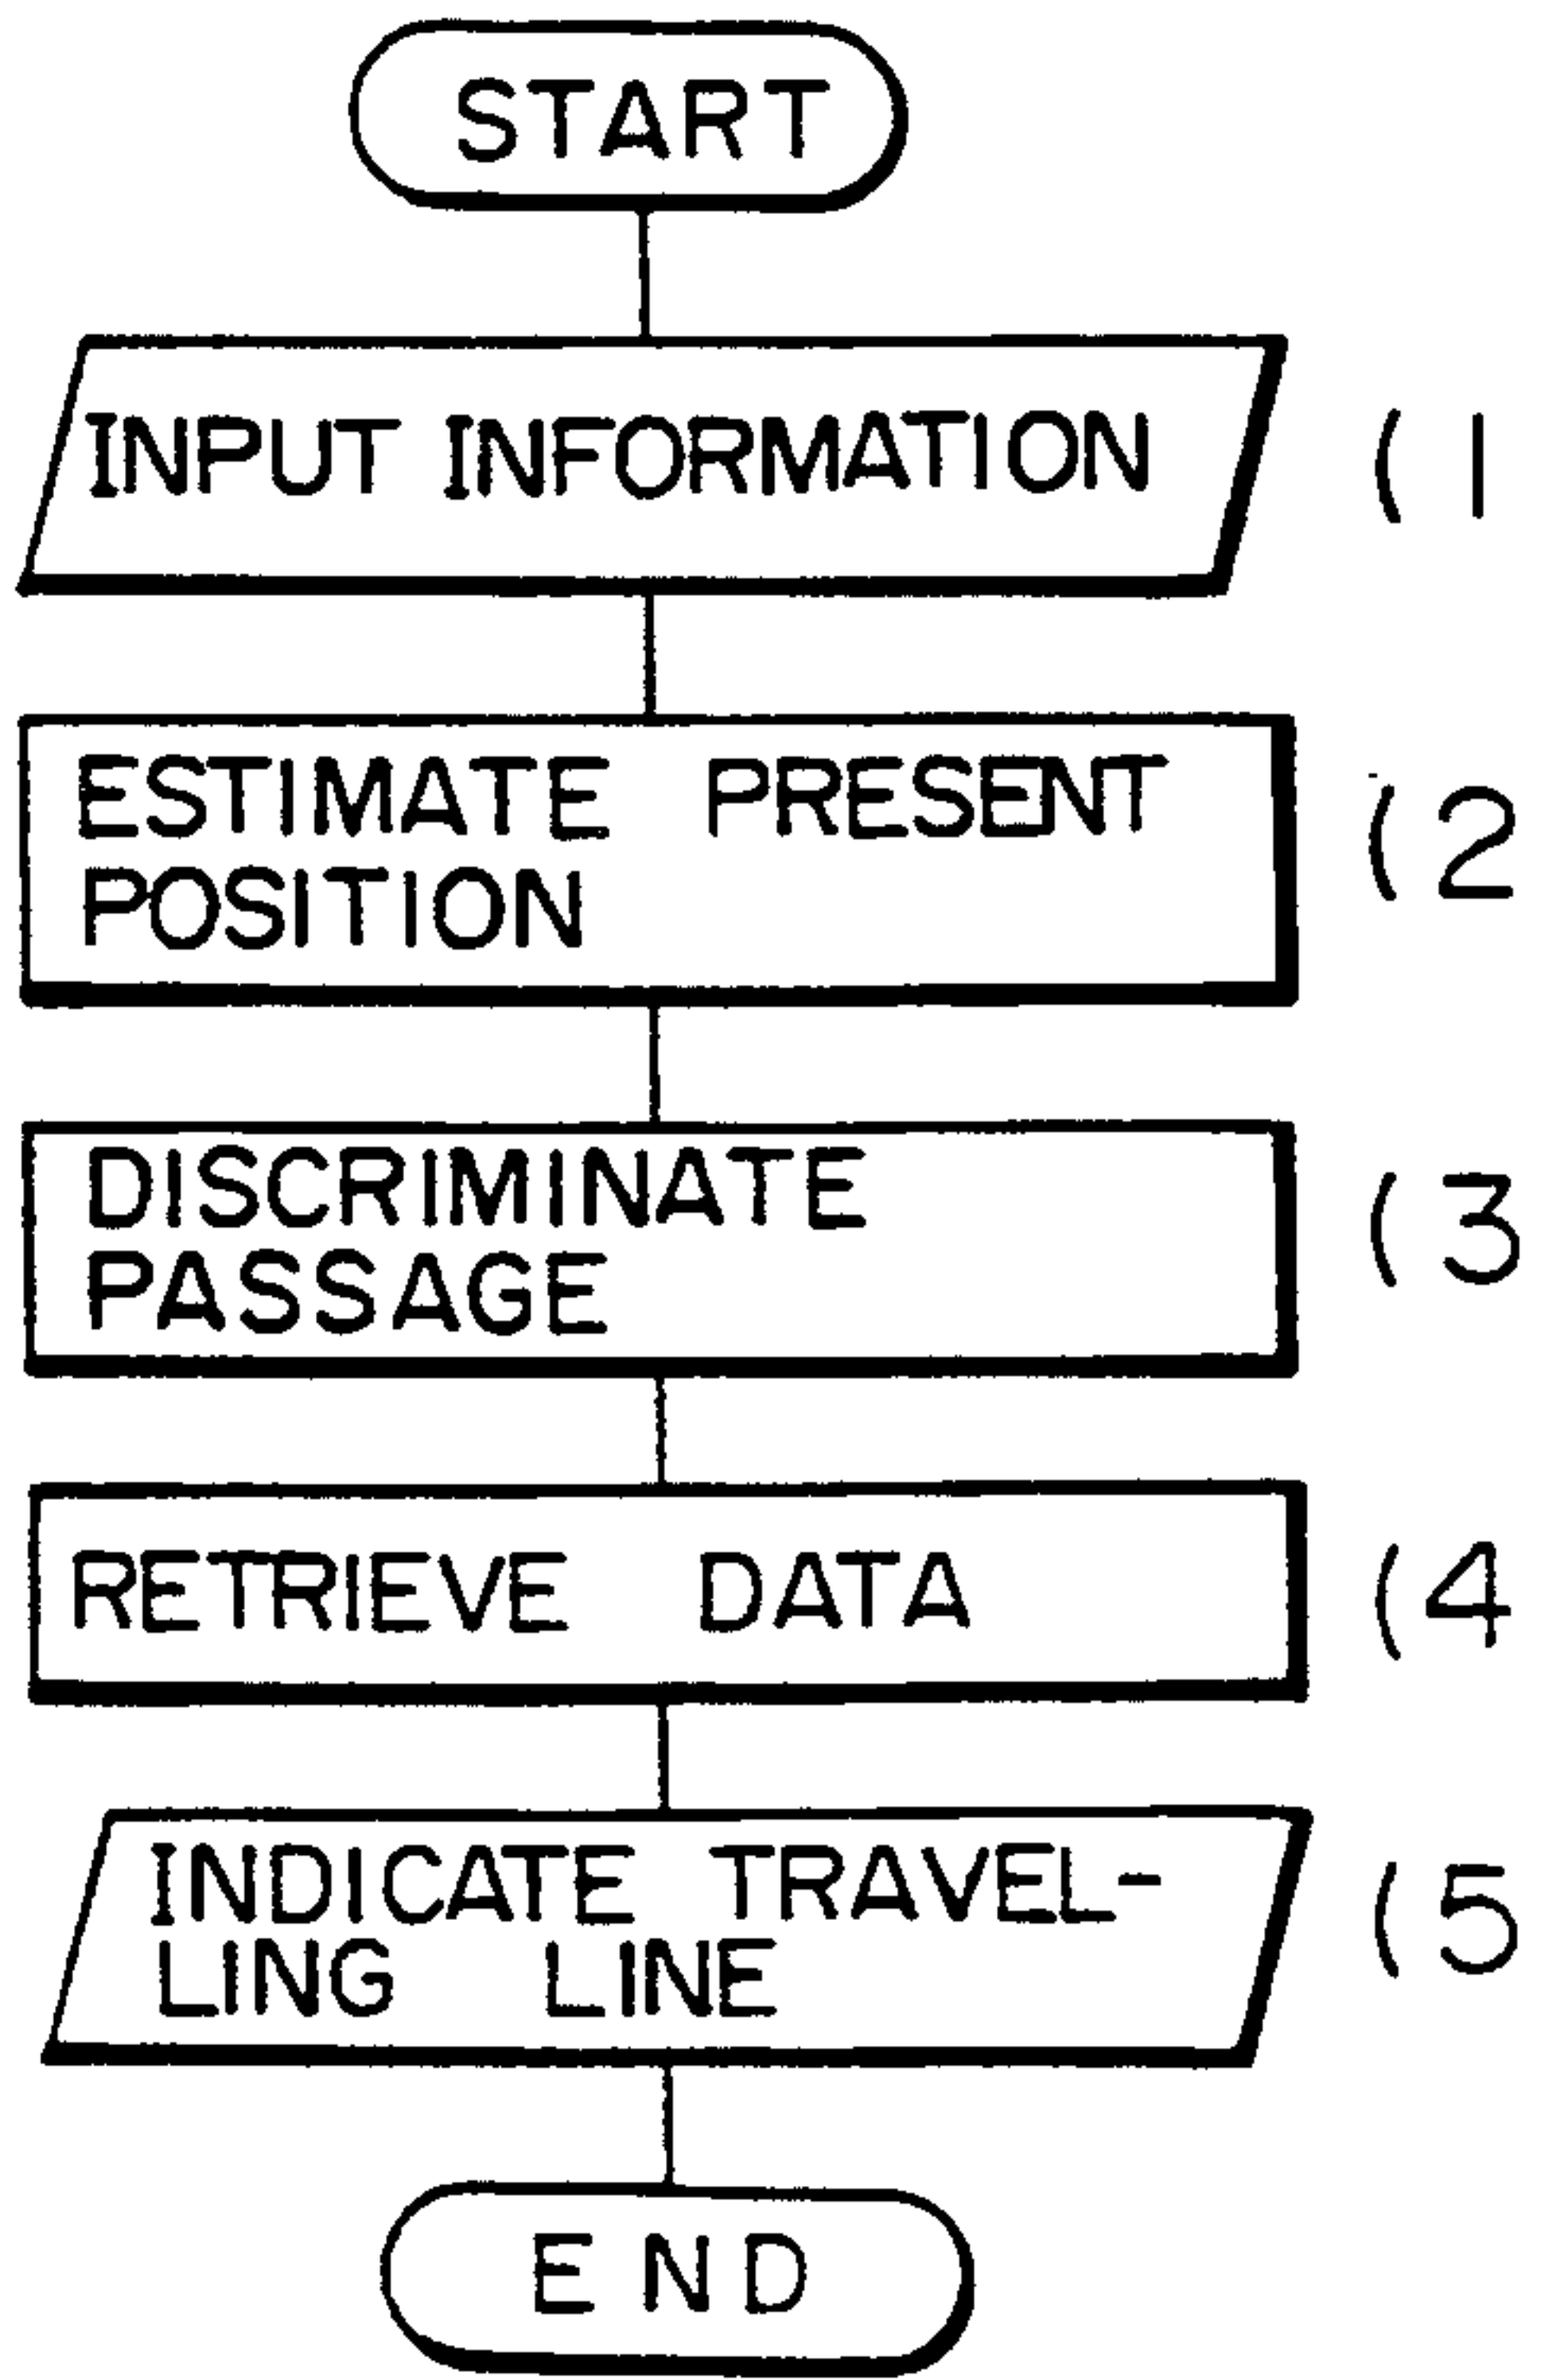 START
INPUT INFORMATION (1
ESTIMATE PRESENT (2
POSITION
DISCRIMINATE (3
PASSAGE
RETRIEVE DATA (4
INDICATE TRAVEL- (5
LING LINE
END